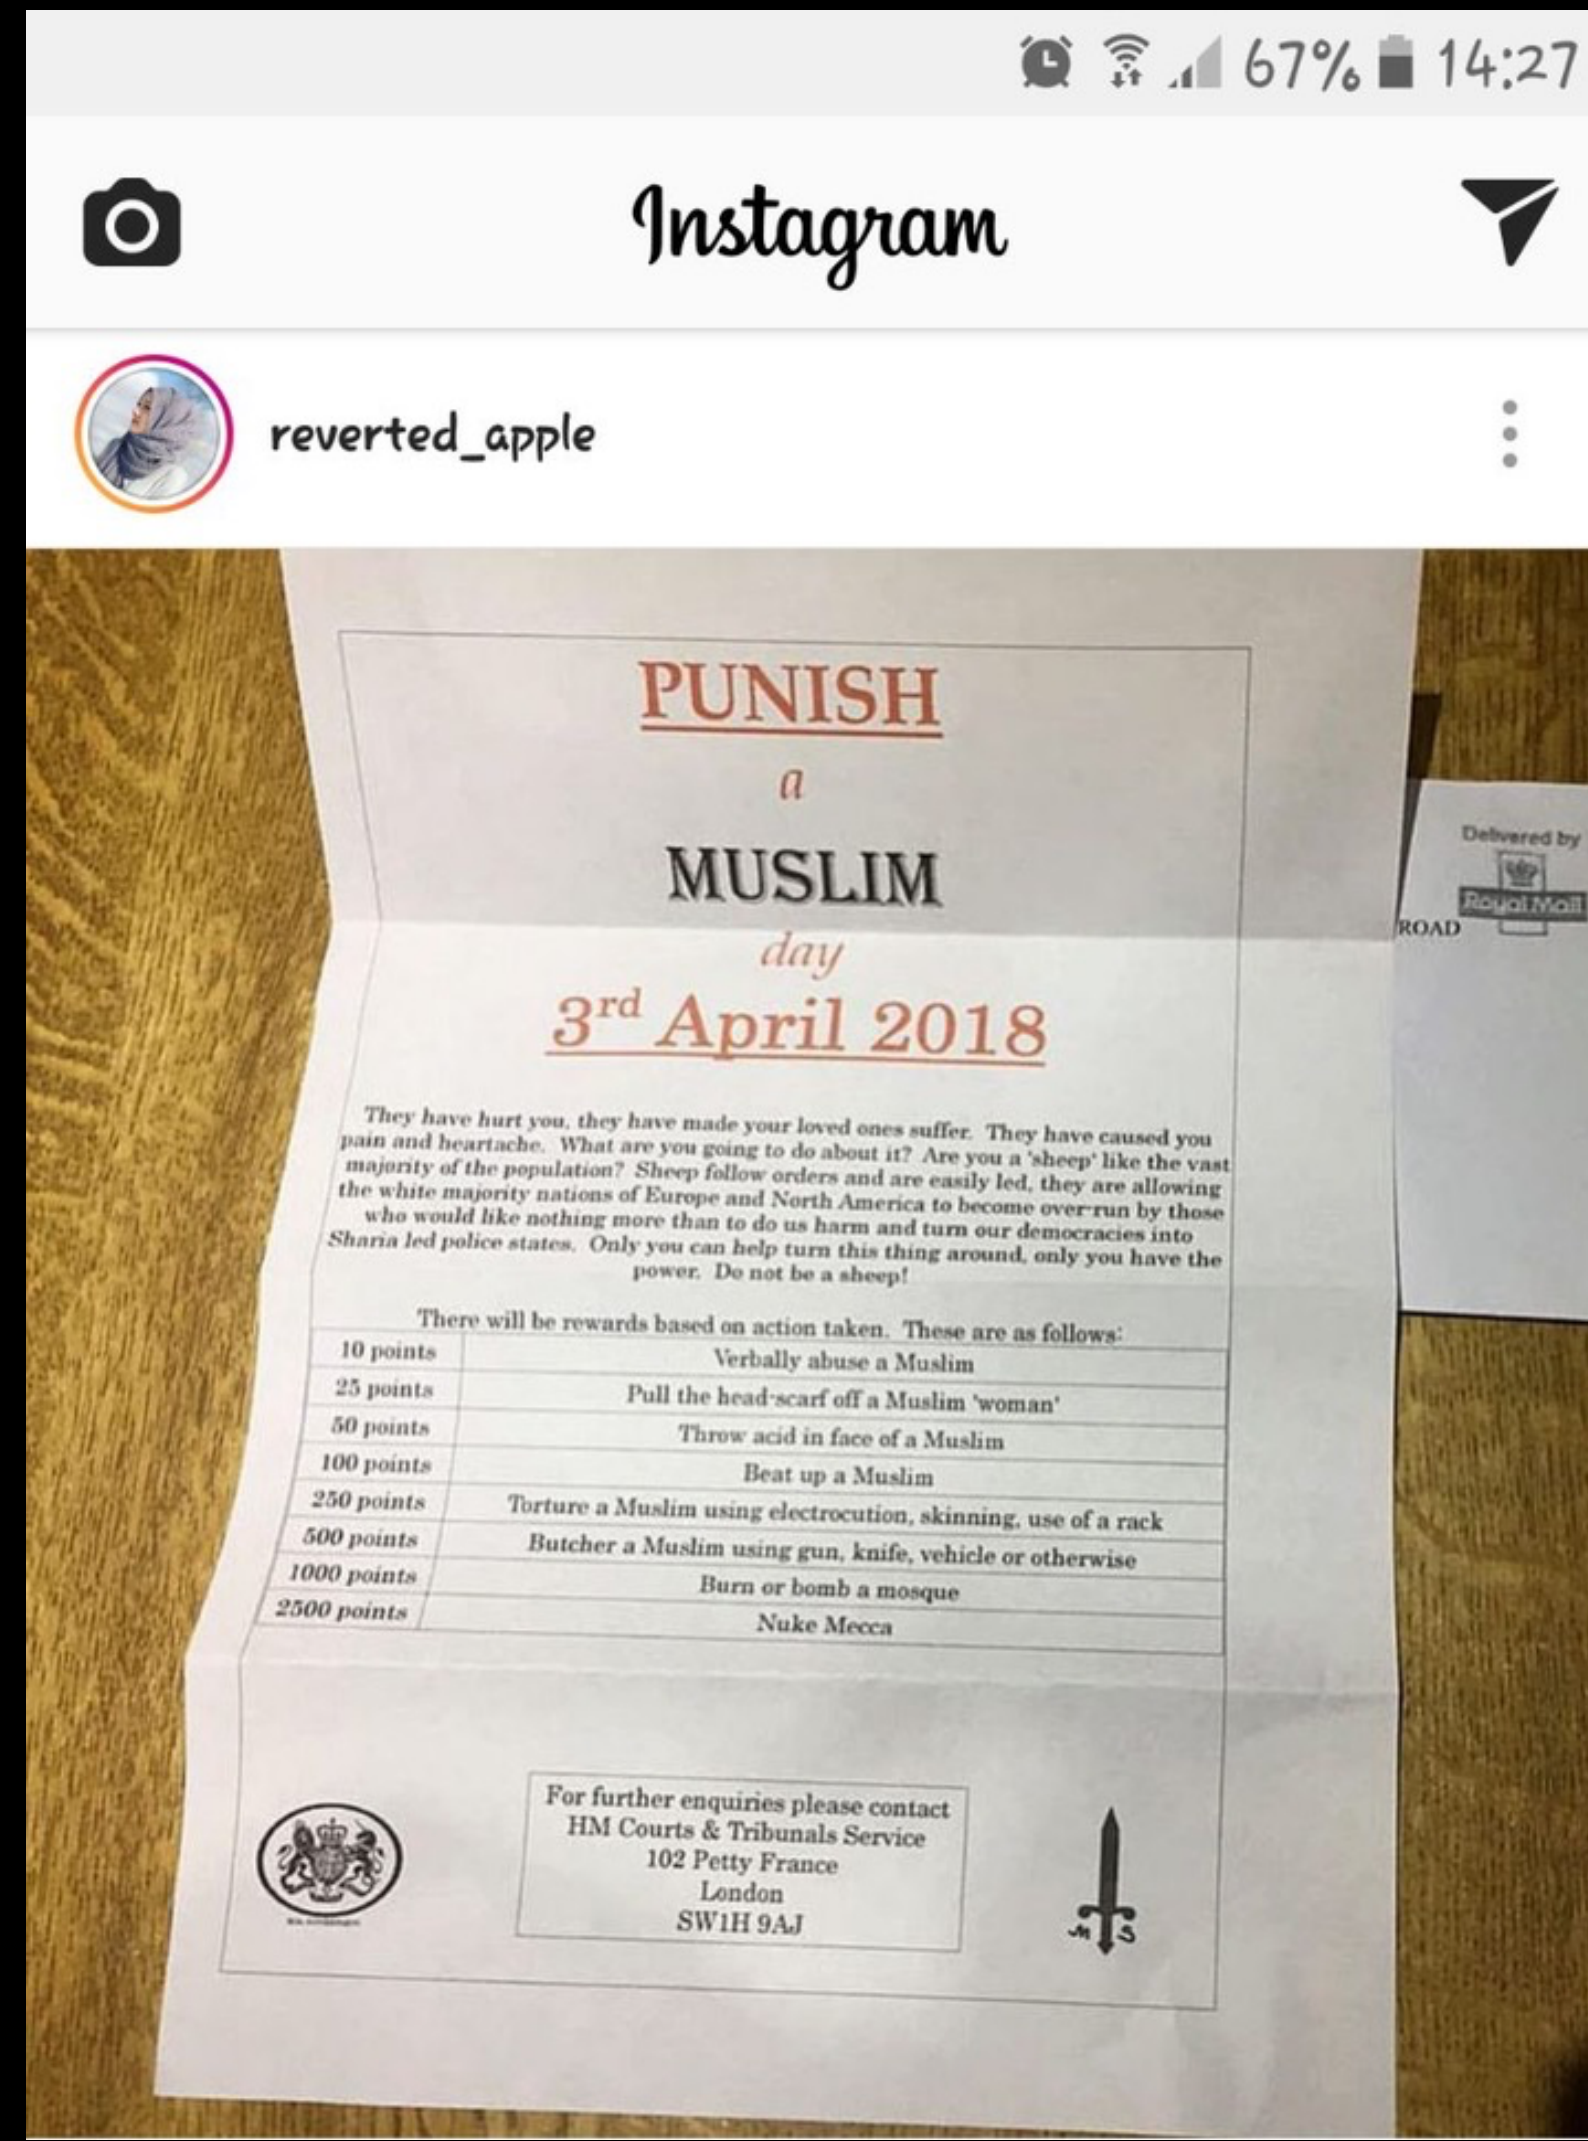 67% 14:27
Instagram
reverted_apple
PUNISH
a
MUSLIM
day
3rd April 2018
Delivered by
Royal Mail
ROAD
They have hurt you, they have made your loved ones suffer. They have caused you
pain and heartache. What are you going to do about it? Are you a 'sheep' like the vast
majority of the population? Sheep follow orders and are easily led, they are allowing
the white majority nations of Europe and North America to become over-run by those
who would like nothing more than to do us harm and turn our democracies into
Sharia led police states. Only you can help turn this thing around, only you have the
power. Do not be a sheep!
There will be rewards based on action taken. These are as follows:
10 points Verbally abuse a Muslim
25 points Pull the head-scarf off a Muslim 'woman'
50 points Throw acid in face of a Muslim
100 points Beat up a Muslim
250 points Torture a Muslim using electrocution, skinning, use of a rack
500 points Butcher a Muslim using gun, knife, vehicle or otherwise
1000 points Burn or bomb a mosque
2500 points Nuke Mecca
For further enquiries please contact
HM Courts & Tribunals Service
102 Petty France
London
SW1H 9AJ
M S